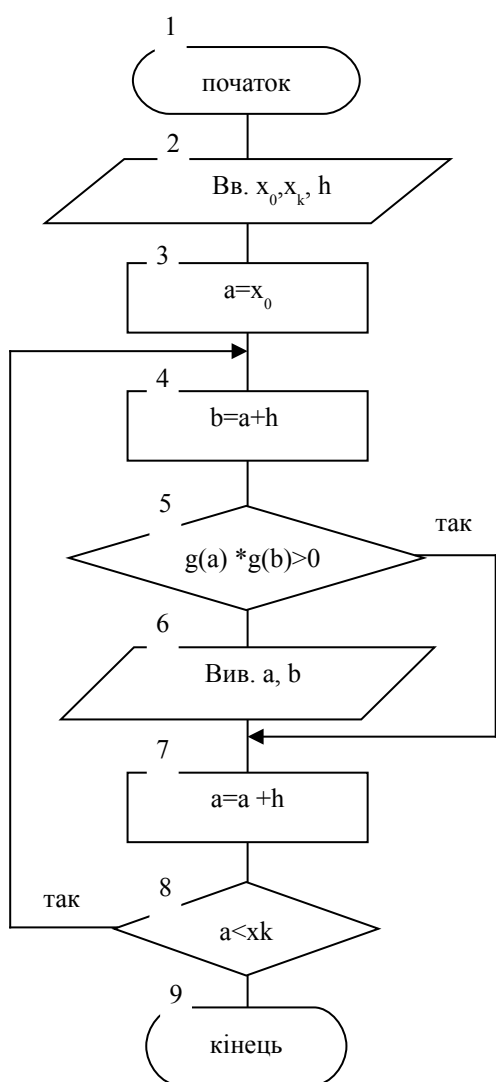 1
початок
2
Вв. x₀,xₖ, h
3
a=x₀
4
b=a+h
5
так
g(a) *g(b)>0
6
Вив. a, b
7
a=a +h
8
так
a<xk
9
кінець